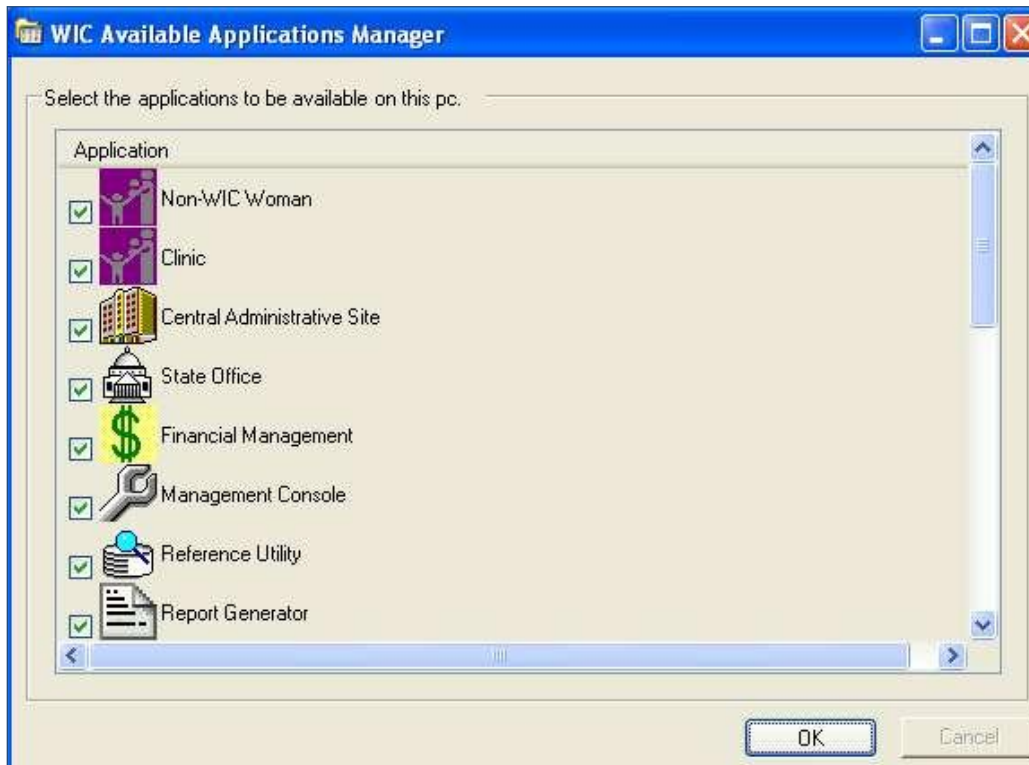 WIC Available Applications Manager
Select the applications to be available on this pc.
Application
Non-WIC Woman
Clinic
Central Administrative Site
State Office
Financial Management
Management Console
Reference Utility
Report Generator
OK
Cancel